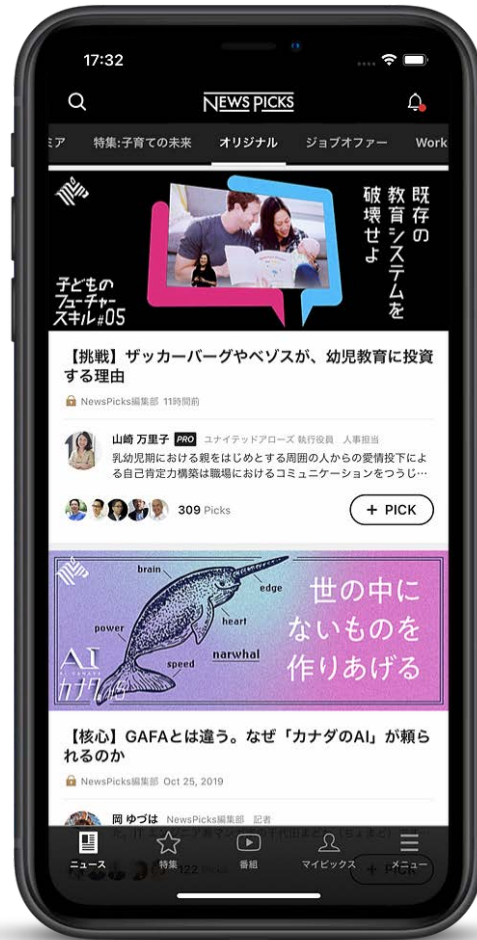 17:32
NEWS PICKS
ミア 特集:子育ての未来 オリジナル ジョブオファー Work
既存の
教育システムを
破壊せよ
子どもの
フューチャー
スキル#05
【挑戦】ザッカーバーグやベゾスが、幼児教育に投資
する理由
NewsPicks編集部 11時間前
山崎 万里子 PRO ユナイテッドアローズ 執行役員 人事担当
乳幼児期における親をはじめとする周囲の人からの愛情投下によ
る自己肯定力構築は職場におけるコミュニケーションをつうじ…
309 Picks
+ PICK
brain
edge
heart
power
narwhal
speed
世の中に
ないものを
作りあげる
AI
カナダ
【核心】GAFAとは違う。なぜ「カナダのAI」が頼ら
れるのか
NewsPicks編集部 Oct 25, 2019
岡 ゆづは NewsPicks編集部 記者
122 Picks
+ PICK
ニュース 特集 番組 マイピックス メニュー